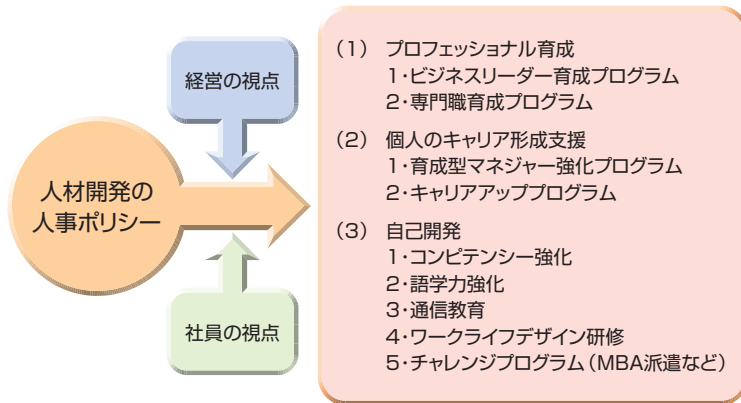 経営の視点
人材開発の
人事ポリシー
社員の視点
(1) プロフェッショナル育成
1・ビジネスリーダー育成プログラム
2・専門職育成プログラム
(2) 個人のキャリア形成支援
1・育成型マネジャー強化プログラム
2・キャリアアッププログラム
(3) 自己開発
1・コンピテンシー強化
2・語学力強化
3・通信教育
4・ワークライフデザイン研修
5・チャレンジプログラム(MBA派遣など)